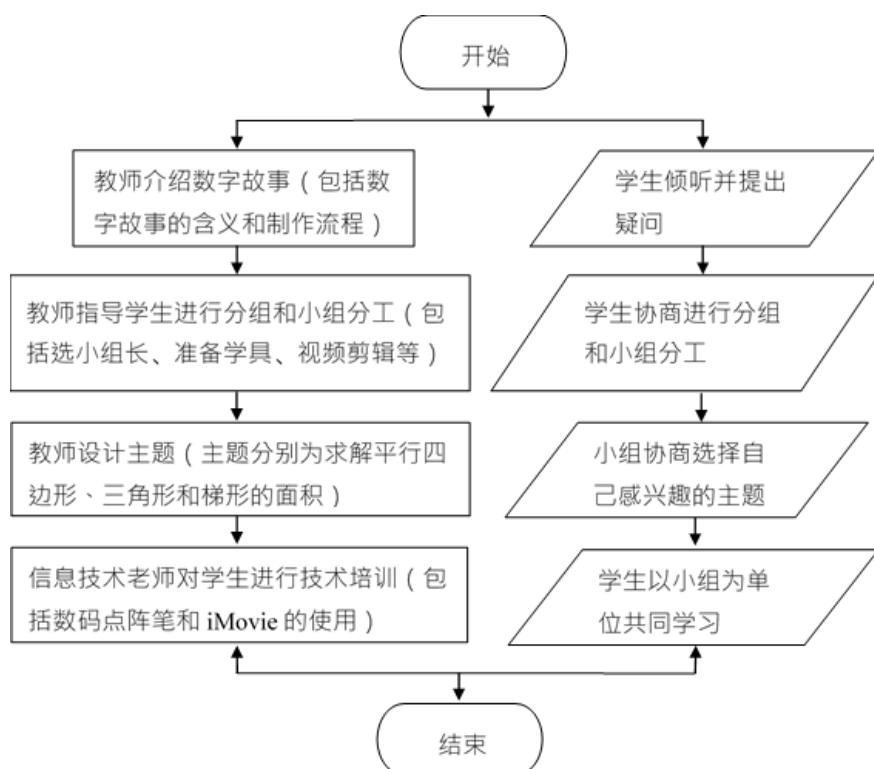 开始
教师介绍数字故事（包括数
字故事的含义和制作流程）
学生倾听并提出
疑问
教师指导学生进行分组和小组分工（包
括选小组长、准备学具、视频剪辑等）
学生协商进行分组
和小组分工
教师设计主题（主题分别为求解平行四
边形、三角形和梯形的面积）
小组协商选择自
己感兴趣的主题
信息技术老师对学生进行技术培训（包
括数码点阵笔和 iMovie 的使用）
学生以小组为单
位共同学习
结束